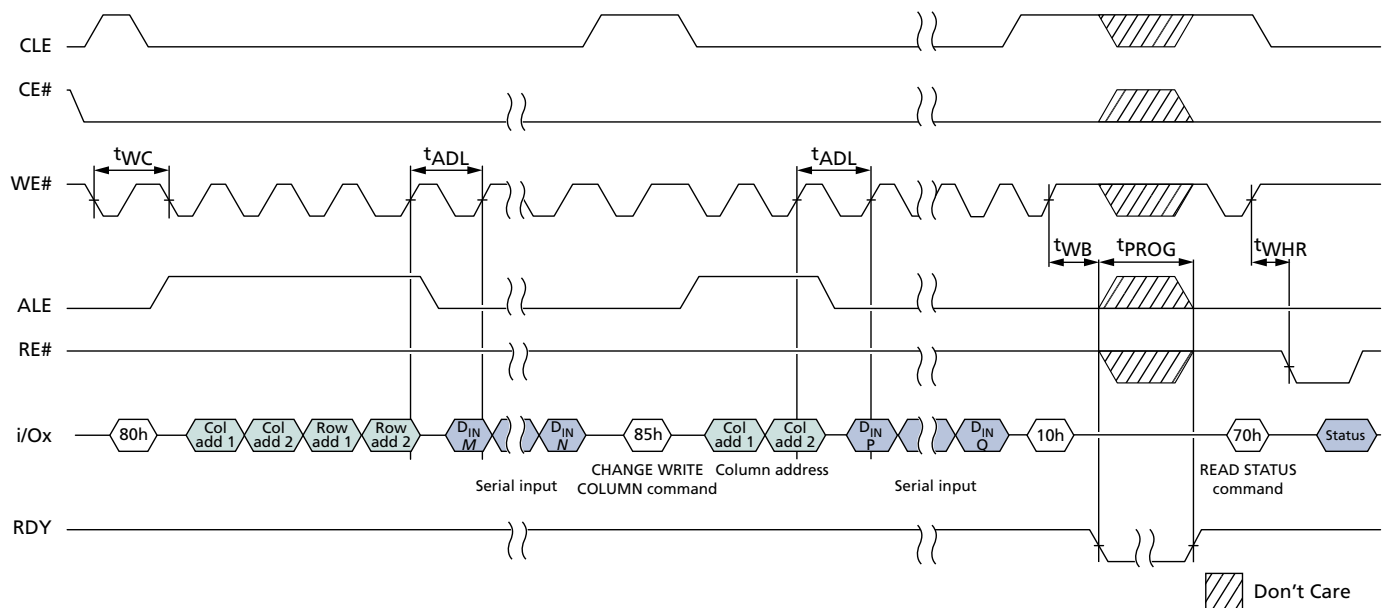 CLE
CE#
tWC
tADL
tADL
WE#
tWB
tPROG
tWHR
ALE
RE#
i/Ox
80h
Col add 1
Col add 2
Row add 1
Row add 2
DIN M
DIN N
85h
Col add 1
Col add 2
DIN P
DIN Q
10h
70h
Status
Serial input
CHANGE WRITE
COLUMN command
Column address
Serial input
READ STATUS
command
RDY
Don't Care